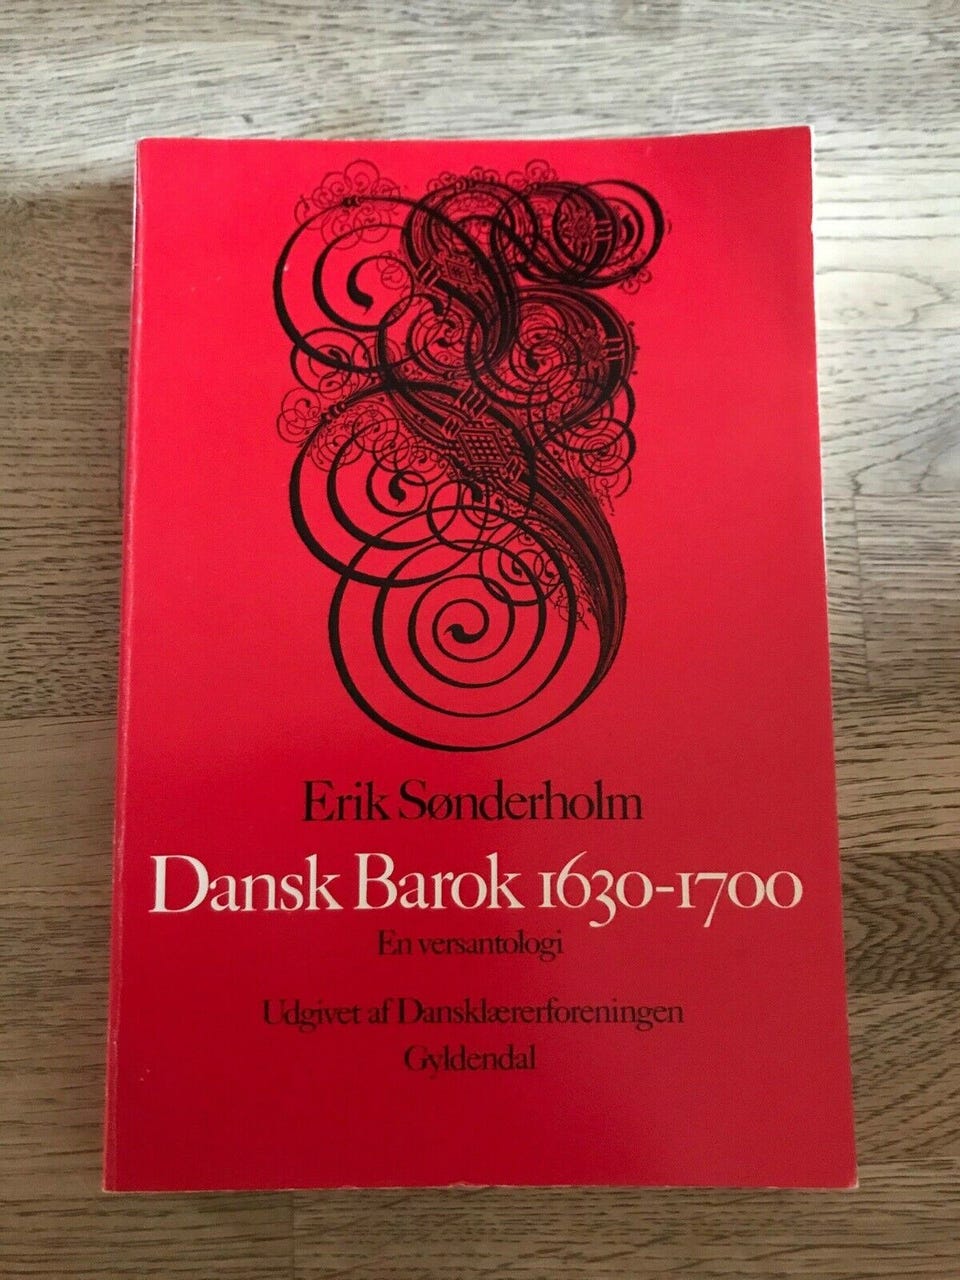 Erik Sønderholm
Dansk Barok 1630-1700
En versantologi
Udgivet af Dansklærerforeningen
Gyldendal